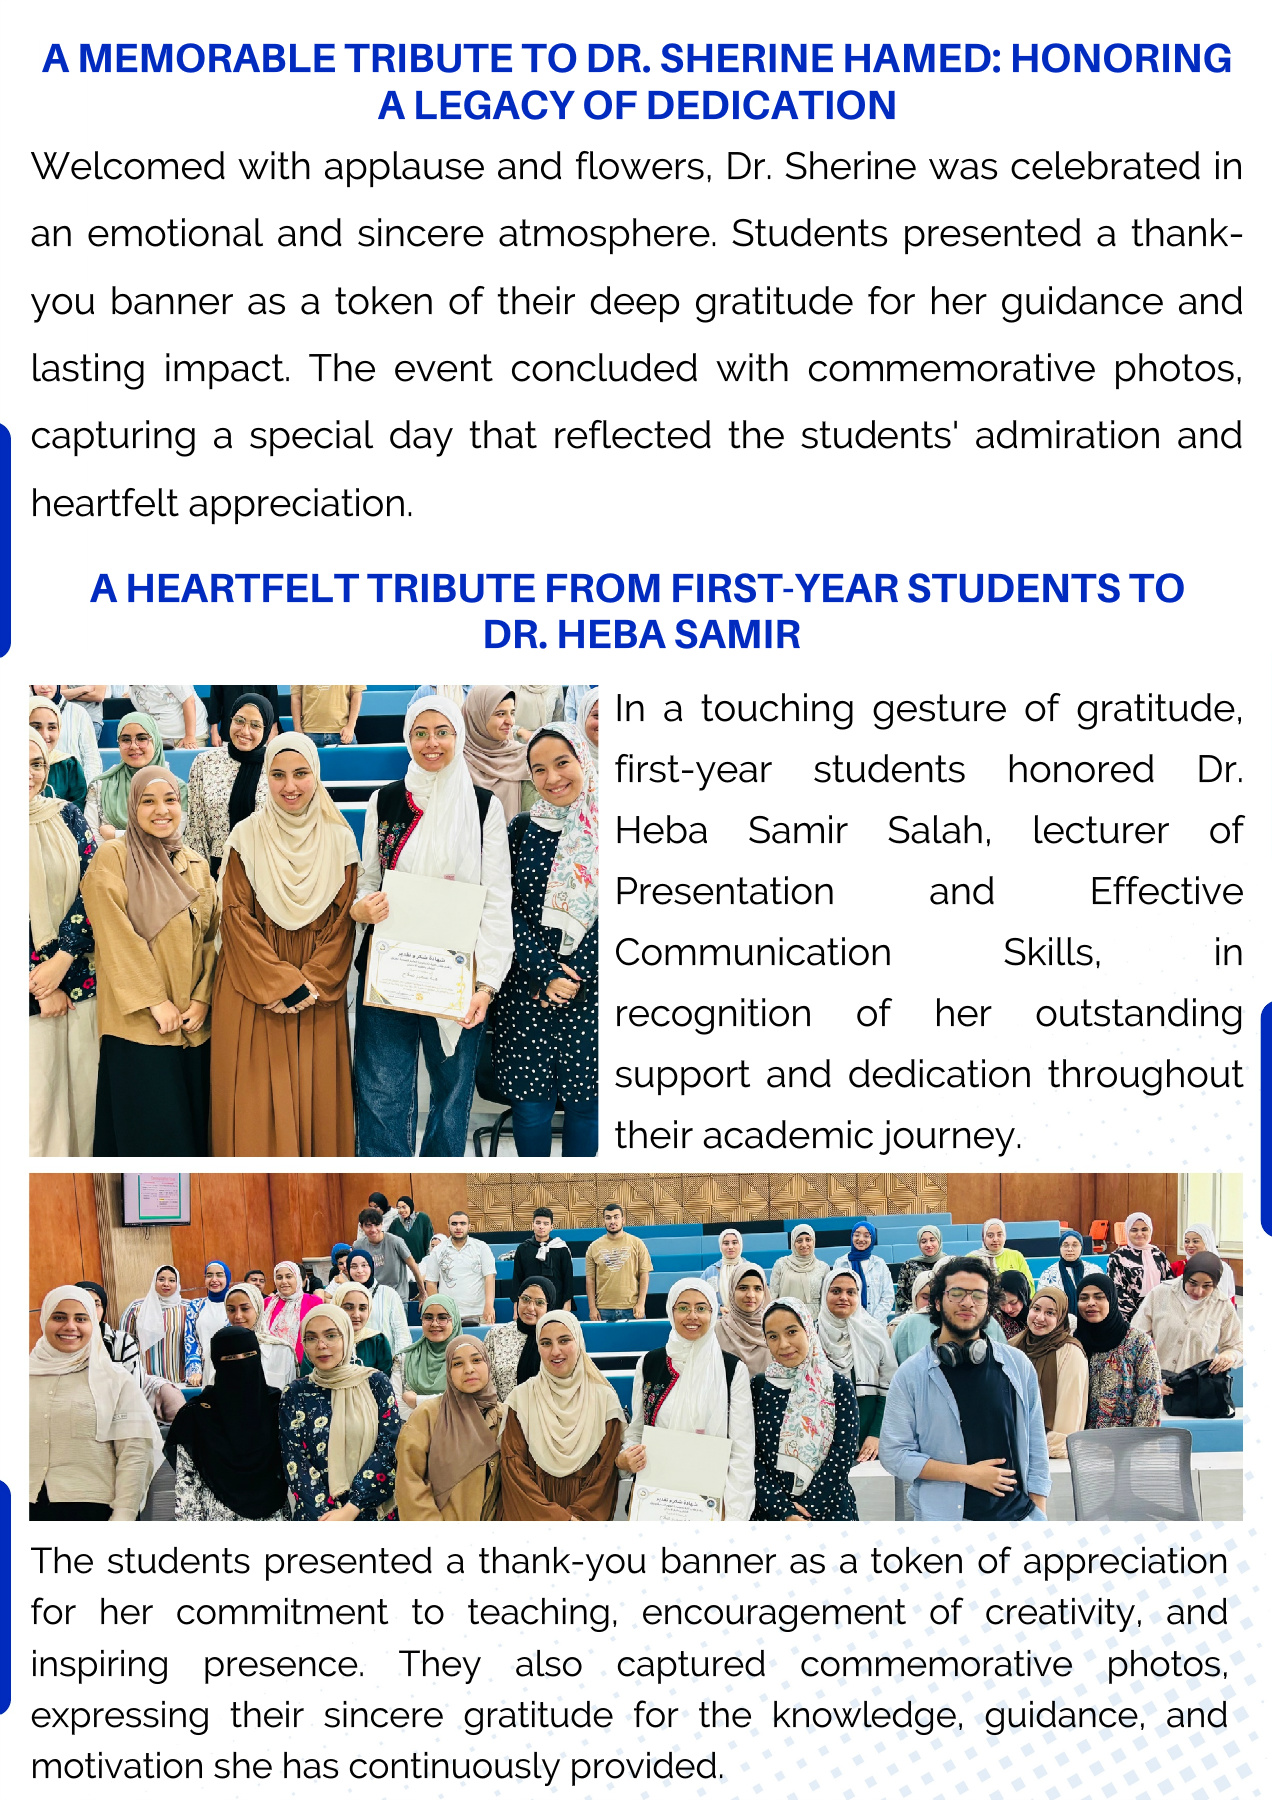 A MEMORABLE TRIBUTE TO DR. SHERINE HAMED: HONORING
A LEGACY OF DEDICATION
Welcomed with applause and flowers, Dr. Sherine was celebrated in
an emotional and sincere atmosphere. Students presented a thank-
you banner as a token of their deep gratitude for her guidance and
lasting impact. The event concluded with commemorative photos,
capturing a special day that reflected the students' admiration and
heartfelt appreciation.
A HEARTFELT TRIBUTE FROM FIRST-YEAR STUDENTS TO
DR. HEBA SAMIR
In a touching gesture of gratitude,
first-year students honored Dr.
Heba Samir Salah, lecturer of
Presentation and Effective
Communication Skills, in
recognition of her outstanding
support and dedication throughout
their academic journey.
شهادة شكر و تقدير
شهادة شكر و تقدير
The students presented a thank-you banner as a token of appreciation
for her commitment to teaching, encouragement of creativity, and
inspiring presence. They also captured commemorative photos,
expressing their sincere gratitude for the knowledge, guidance, and
motivation she has continuously provided.